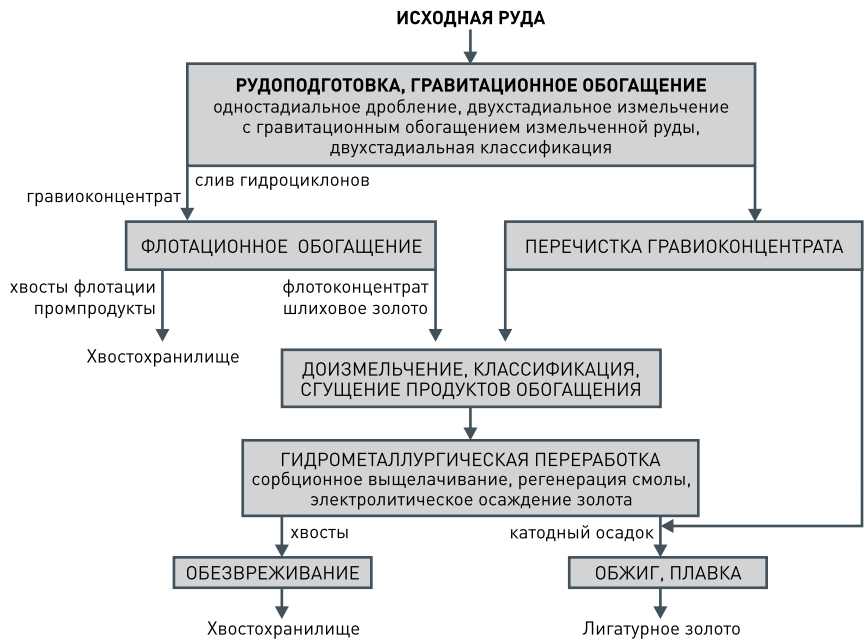 ИСХОДНАЯ РУДА
РУДОПОДГОТОВКА, ГРАВИТАЦИОННОЕ ОБОГАЩЕНИЕ
одностадиальное дробление, двухстадиальное измельчение
с гравитационным обогащением измельченной руды,
двухстадиальная классификация
слив гидроциклонов
гравиоконцентрат
ФЛОТАЦИОННОЕ ОБОГАЩЕНИЕ
ПЕРЕЧИСТКА ГРАВИОКОНЦЕНТРАТА
хвосты флотации
промпродукты
флотоконцентрат
шлиховое золото
Хвостохранилище
ДОИЗМЕЛЬЧЕНИЕ, КЛАССИФИКАЦИЯ,
СГУЩЕНИЕ ПРОДУКТОВ ОБОГАЩЕНИЯ
ГИДРОМЕТАЛЛУРГИЧЕСКАЯ ПЕРЕРАБОТКА
сорбционное выщелачивание, регенерация смолы,
электролитическое осаждение золота
хвосты
катодный осадок
ОБЕЗВРЕЖИВАНИЕ
ОБЖИГ, ПЛАВКА
Хвостохранилище
Лигатурное золото